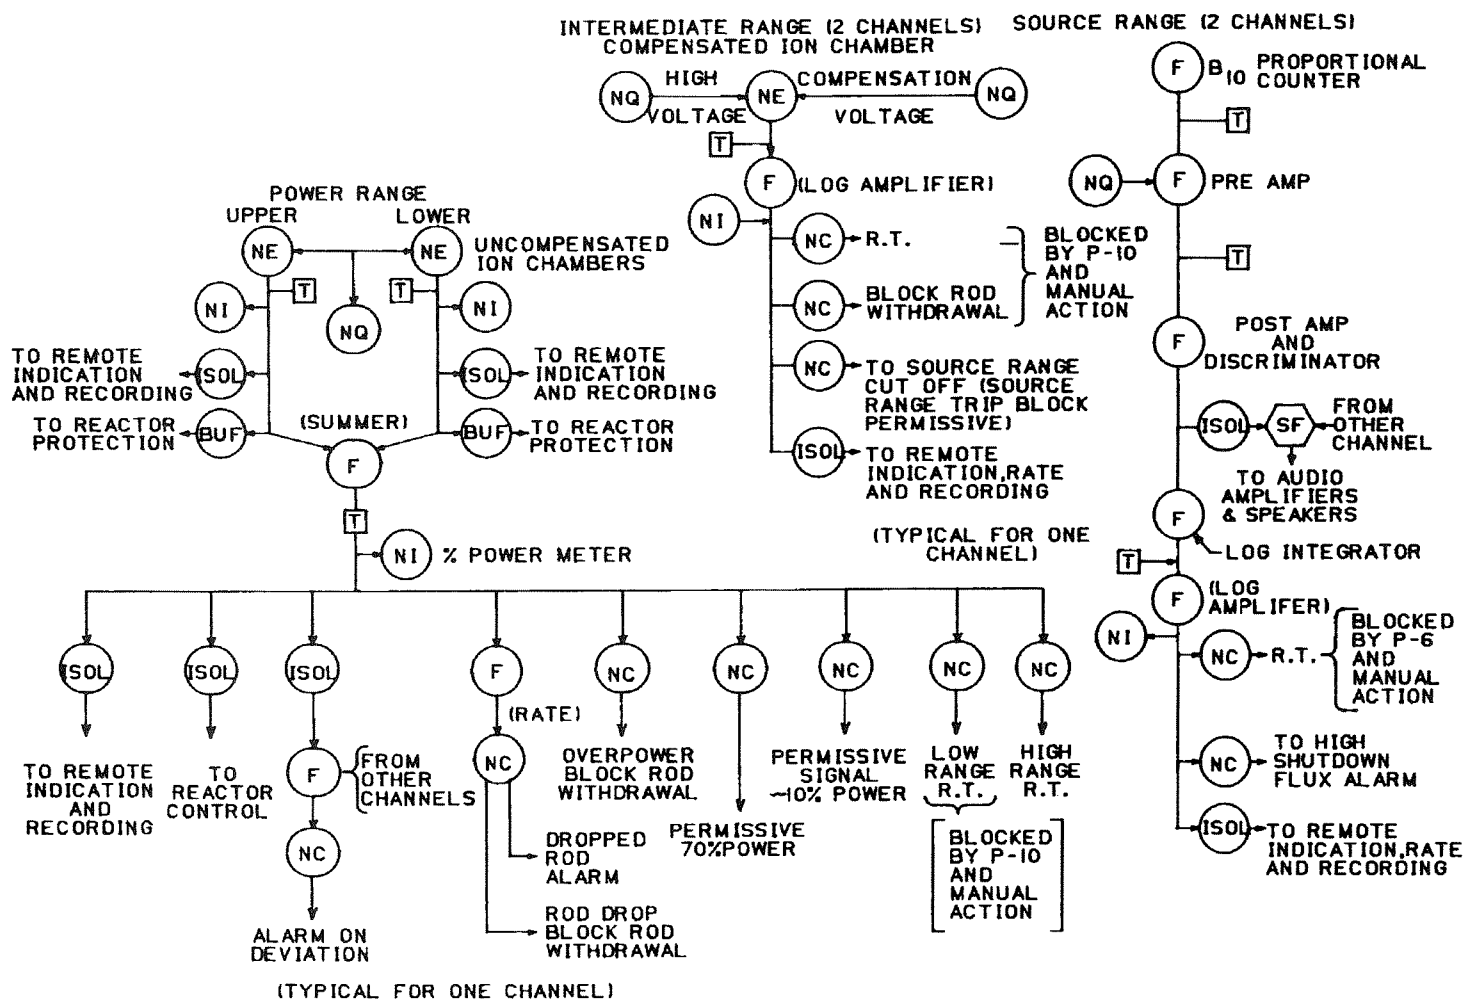 INTERMEDIATE RANGE (2 CHANNELS)
COMPENSATED ION CHAMBER
NQ
HIGH
VOLTAGE
NE
COMPENSATION
VOLTAGE
NQ
T
F
(LOG AMPLIFIER)
NI
NC
R.T.
NC
BLOCK ROD
WITHDRAWAL
BLOCKED
BY P-10
AND
MANUAL
ACTION
NC
TO SOURCE RANGE
CUT OFF (SOURCE
RANGE TRIP BLOCK
PERMISSIVE)
ISOL
TO REMOTE
INDICATION,RATE
AND RECORDING
(TYPICAL FOR ONE
CHANNEL)
SOURCE RANGE (2 CHANNELS)
F
B10 PROPORTIONAL
COUNTER
T
NQ
F
PRE AMP
T
F
POST AMP
AND
DISCRIMINATOR
ISOL
SF
FROM
OTHER
CHANNEL
TO AUDIO
AMPLIFIERS
& SPEAKERS
F
LOG INTEGRATOR
T
F
(LOG
AMPLIFER)
NI
NC
R.T.
BLOCKED
BY P-6
AND
MANUAL
ACTION
NC
TO HIGH
SHUTDOWN
FLUX ALARM
ISOL
TO REMOTE
INDICATION,RATE
AND RECORDING
POWER RANGE
UPPER
LOWER
NE
NE
UNCOMPENSATED
ION CHAMBERS
T
T
NI
NQ
NI
TO REMOTE
INDICATION
AND RECORDING
ISOL
ISOL
TO REMOTE
INDICATION
AND RECORDING
TO REACTOR
PROTECTION
BUF
(SUMMER)
BUF
TO REACTOR
PROTECTION
F
T
NI
% POWER METER
ISOL
TO REMOTE
INDICATION
AND
RECORDING
ISOL
TO
REACTOR
CONTROL
ISOL
F
FROM
OTHER
CHANNELS
NC
ALARM ON
DEVIATION
F
(RATE)
NC
DROPPED
ROD
ALARM
ROD DROP
BLOCK ROD
WITHDRAWAL
NC
OVERPOWER
BLOCK ROD
WITHDRAWAL
NC
PERMISSIVE
70%POWER
NC
PERMISSIVE
SIGNAL
~10% POWER
NC
LOW
RANGE
R.T.
BLOCKED
BY P-10
AND
MANUAL
ACTION
NC
HIGH
RANGE
R.T.
(TYPICAL FOR ONE CHANNEL)